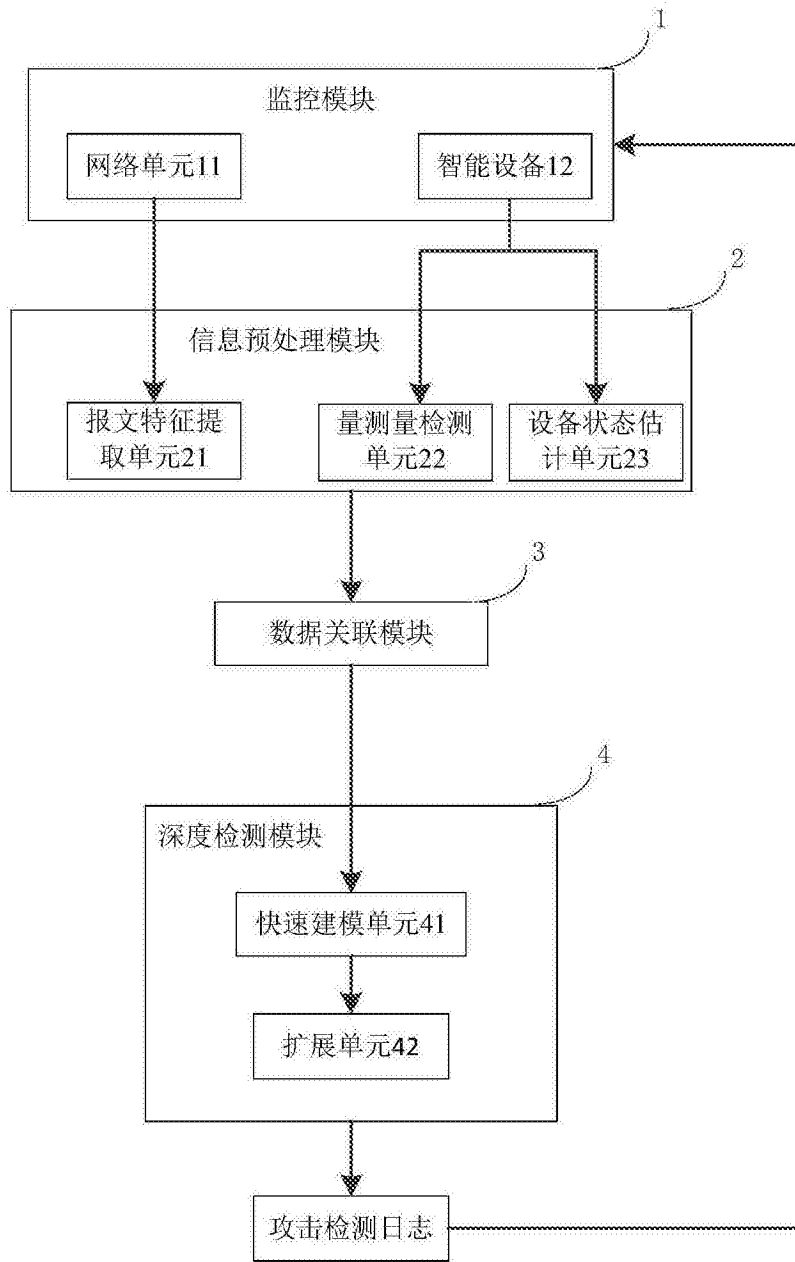 1
监控模块
网络单元11
智能设备12
2
信息预处理模块
报文特征提
取单元21
量测量检测
单元22
设备状态估
计单元23
3
数据关联模块
4
深度检测模块
快速建模单元41
扩展单元42
攻击检测日志